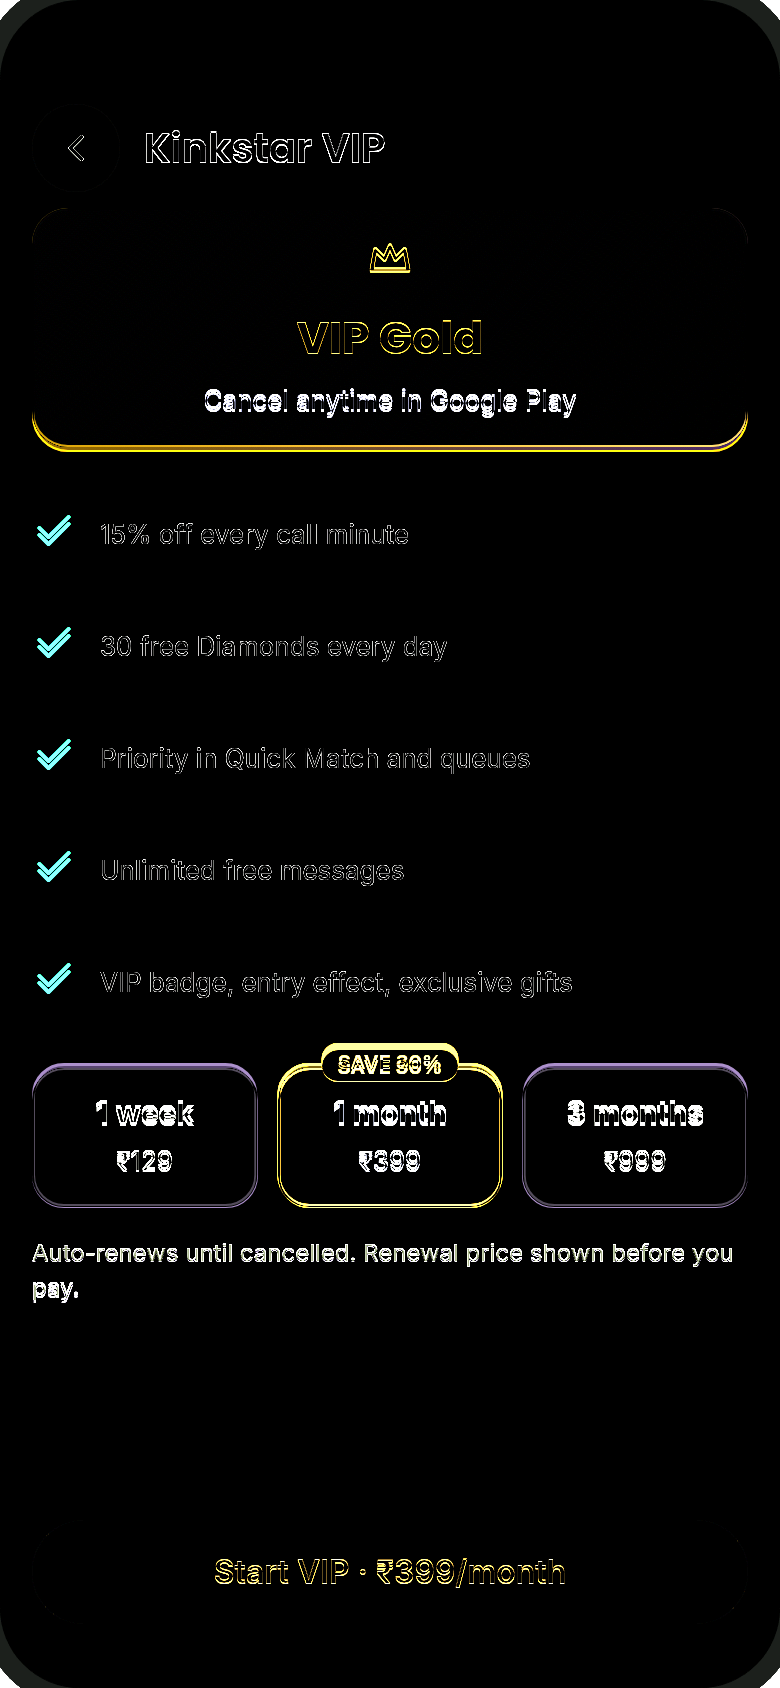 Kinkstar VIP
VIP Gold
Cancel anytime in Google Play
15% off every call minute
30 free Diamonds every day
Priority in Quick Match and queues
Unlimited free messages
VIP badge, entry effect, exclusive gifts
SAVE 30%
1 week
1 month
3 months
₹129
₹399
₹999
Auto-renews until cancelled. Renewal price shown before you
pay.
Start VIP · ₹399/month